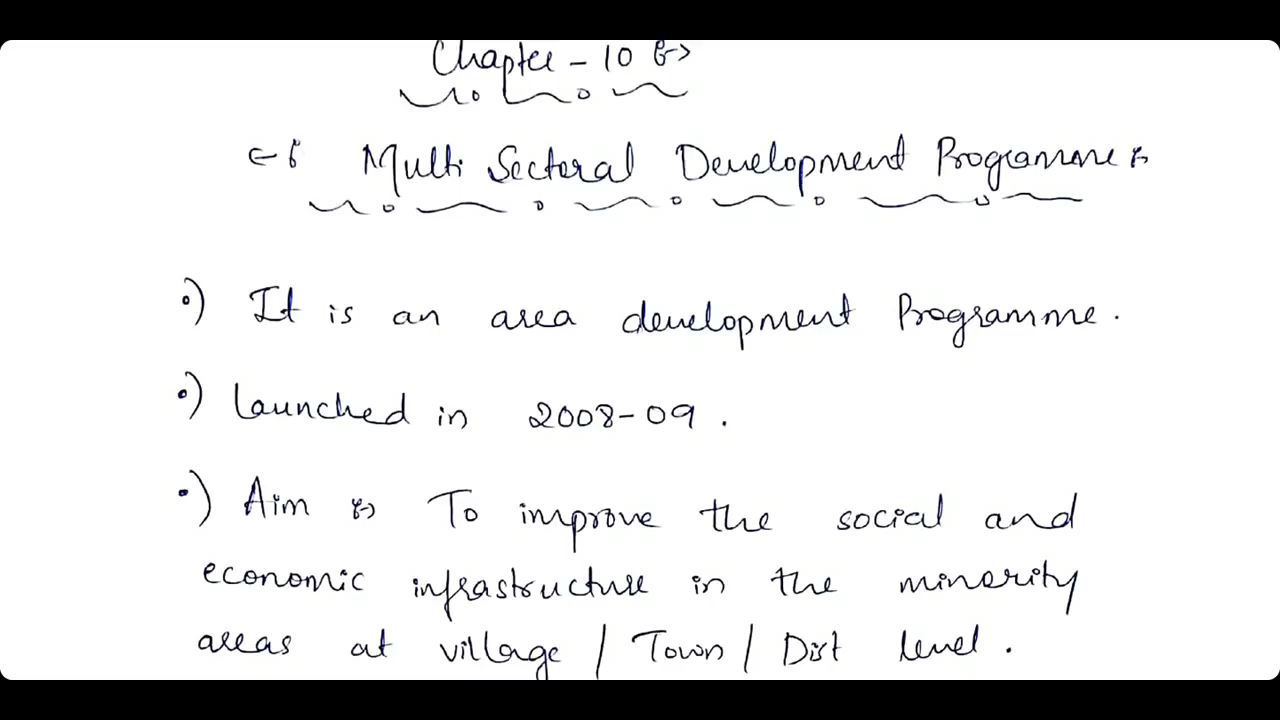 Chapter - 10 :->
Multi Sectoral Development Programme :-
•) It is an area development Programme.
•) Launched in 2008-09.
•) Aim :-> To improve the social and
economic infrastructure in the minority
areas at village / Town / Dist level.